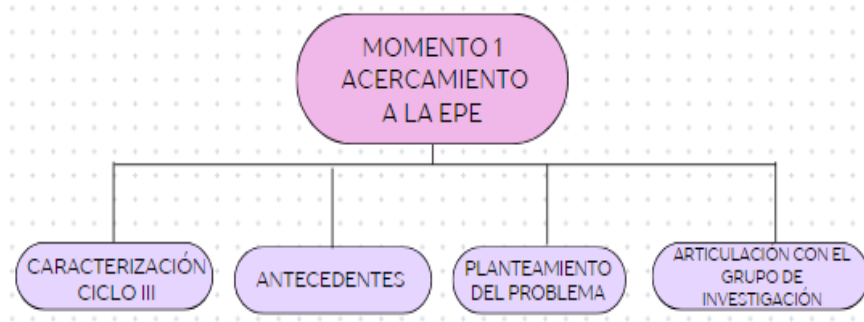 MOMENTO 1
ACERCAMIENTO
A LA EPE
CARACTERIZACIÓN
CICLO III
ANTECEDENTES
PLANTEAMIENTO
DEL PROBLEMA
ARTICULACIÓN CON EL
GRUPO DE
INVESTIGACIÓN